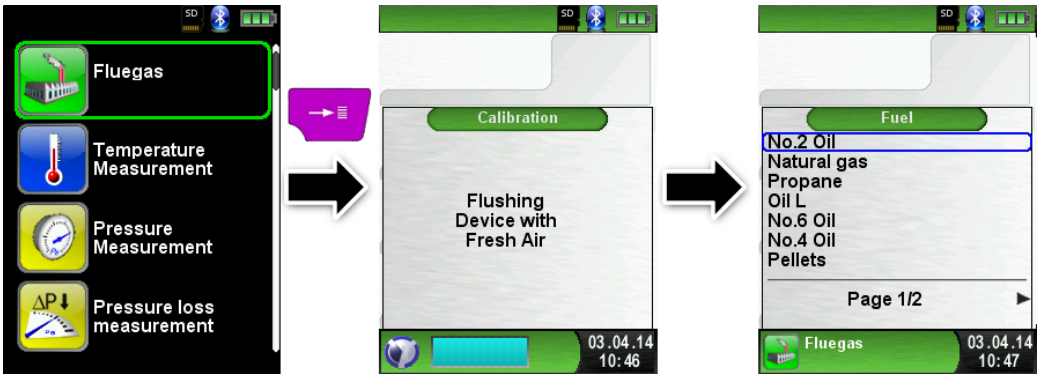 SD
Fluegas
Temperature
Measurement
Pressure
Measurement
ΔP
Pressure loss
measurement
SD
Calibration
Flushing
Device with
Fresh Air
03.04.14
10:46
SD
Fuel
No.2 Oil
Natural gas
Propane
Oil L
No.6 Oil
No.4 Oil
Pellets
Page 1/2
Fluegas
03.04.14
10:47